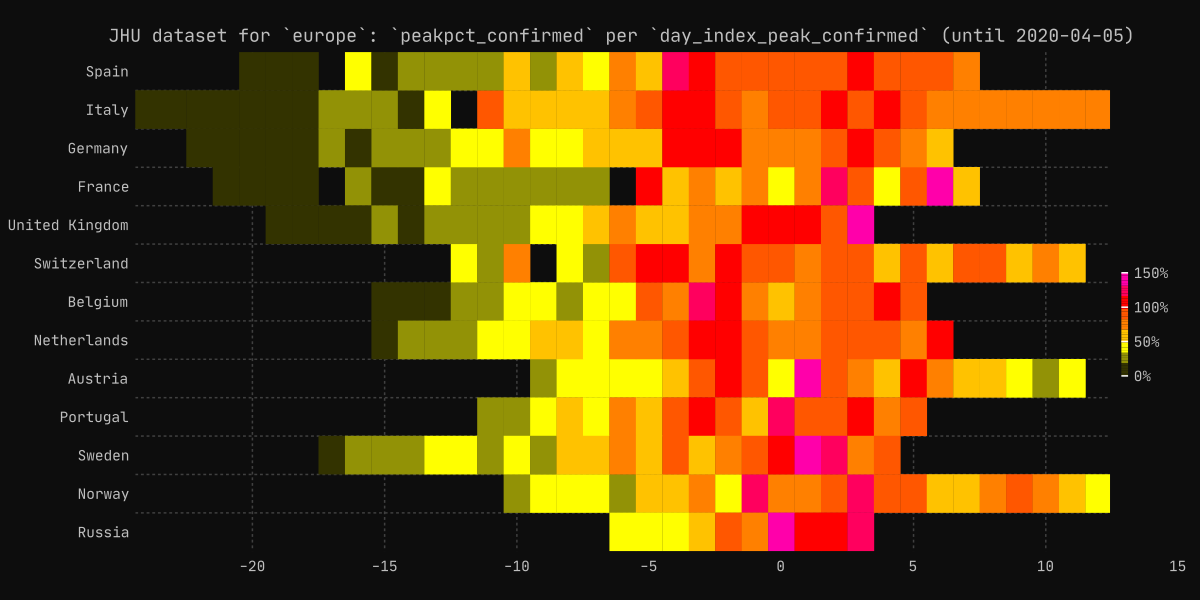 JHU dataset for `europe`: `peakpct_confirmed` per `day_index_peak_confirmed` (until 2020-04-05)
Spain
Italy
Germany
France
United Kingdom
Switzerland
Belgium
Netherlands
Austria
Portugal
Sweden
Norway
Russia
150%
100%
50%
0%
−20 −15 −10 −5 0 5 10 15